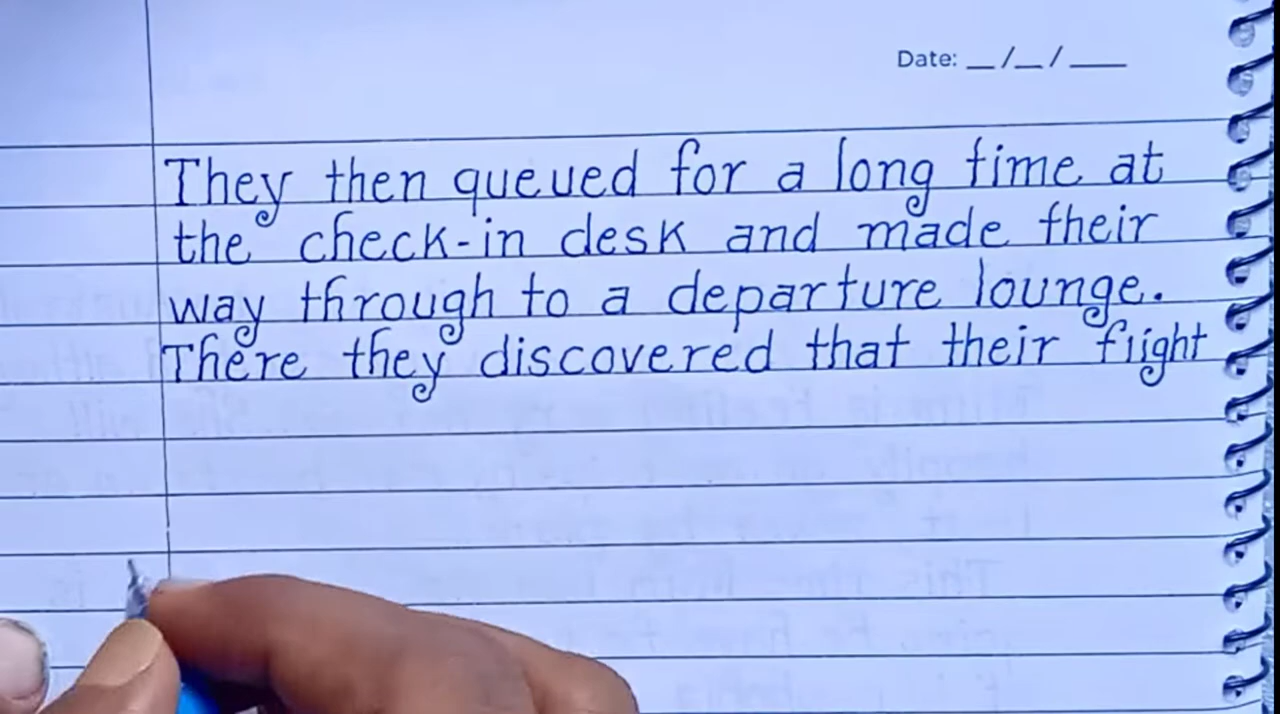 Date: __/__/____
They then queued for a long time at
the check-in desk and made their
way through to a departure lounge.
There they discovered that their flight